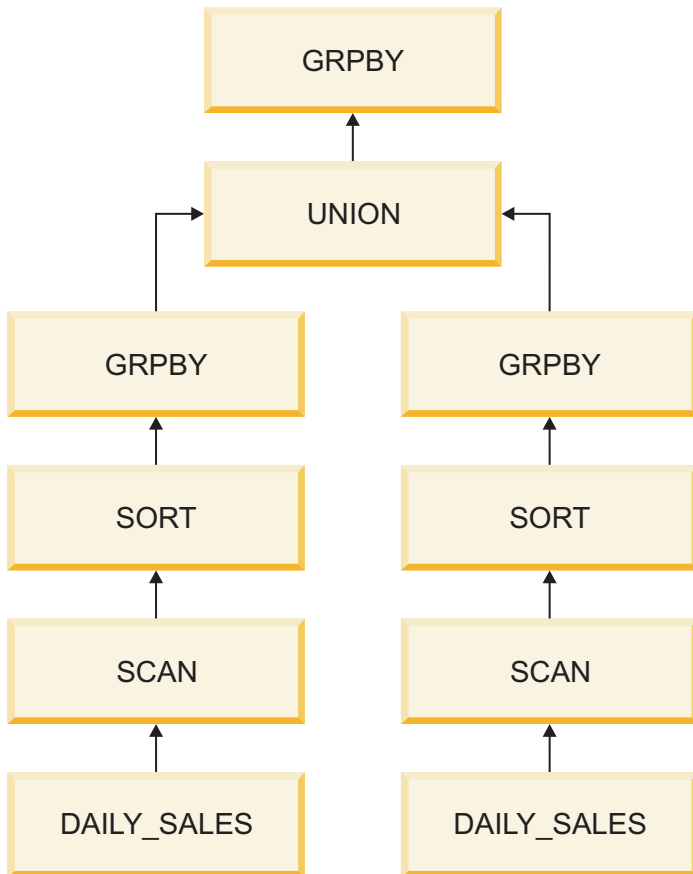 GRPBY
UNION
GRPBY
GRPBY
SORT
SORT
SCAN
SCAN
DAILY_SALES
DAILY_SALES